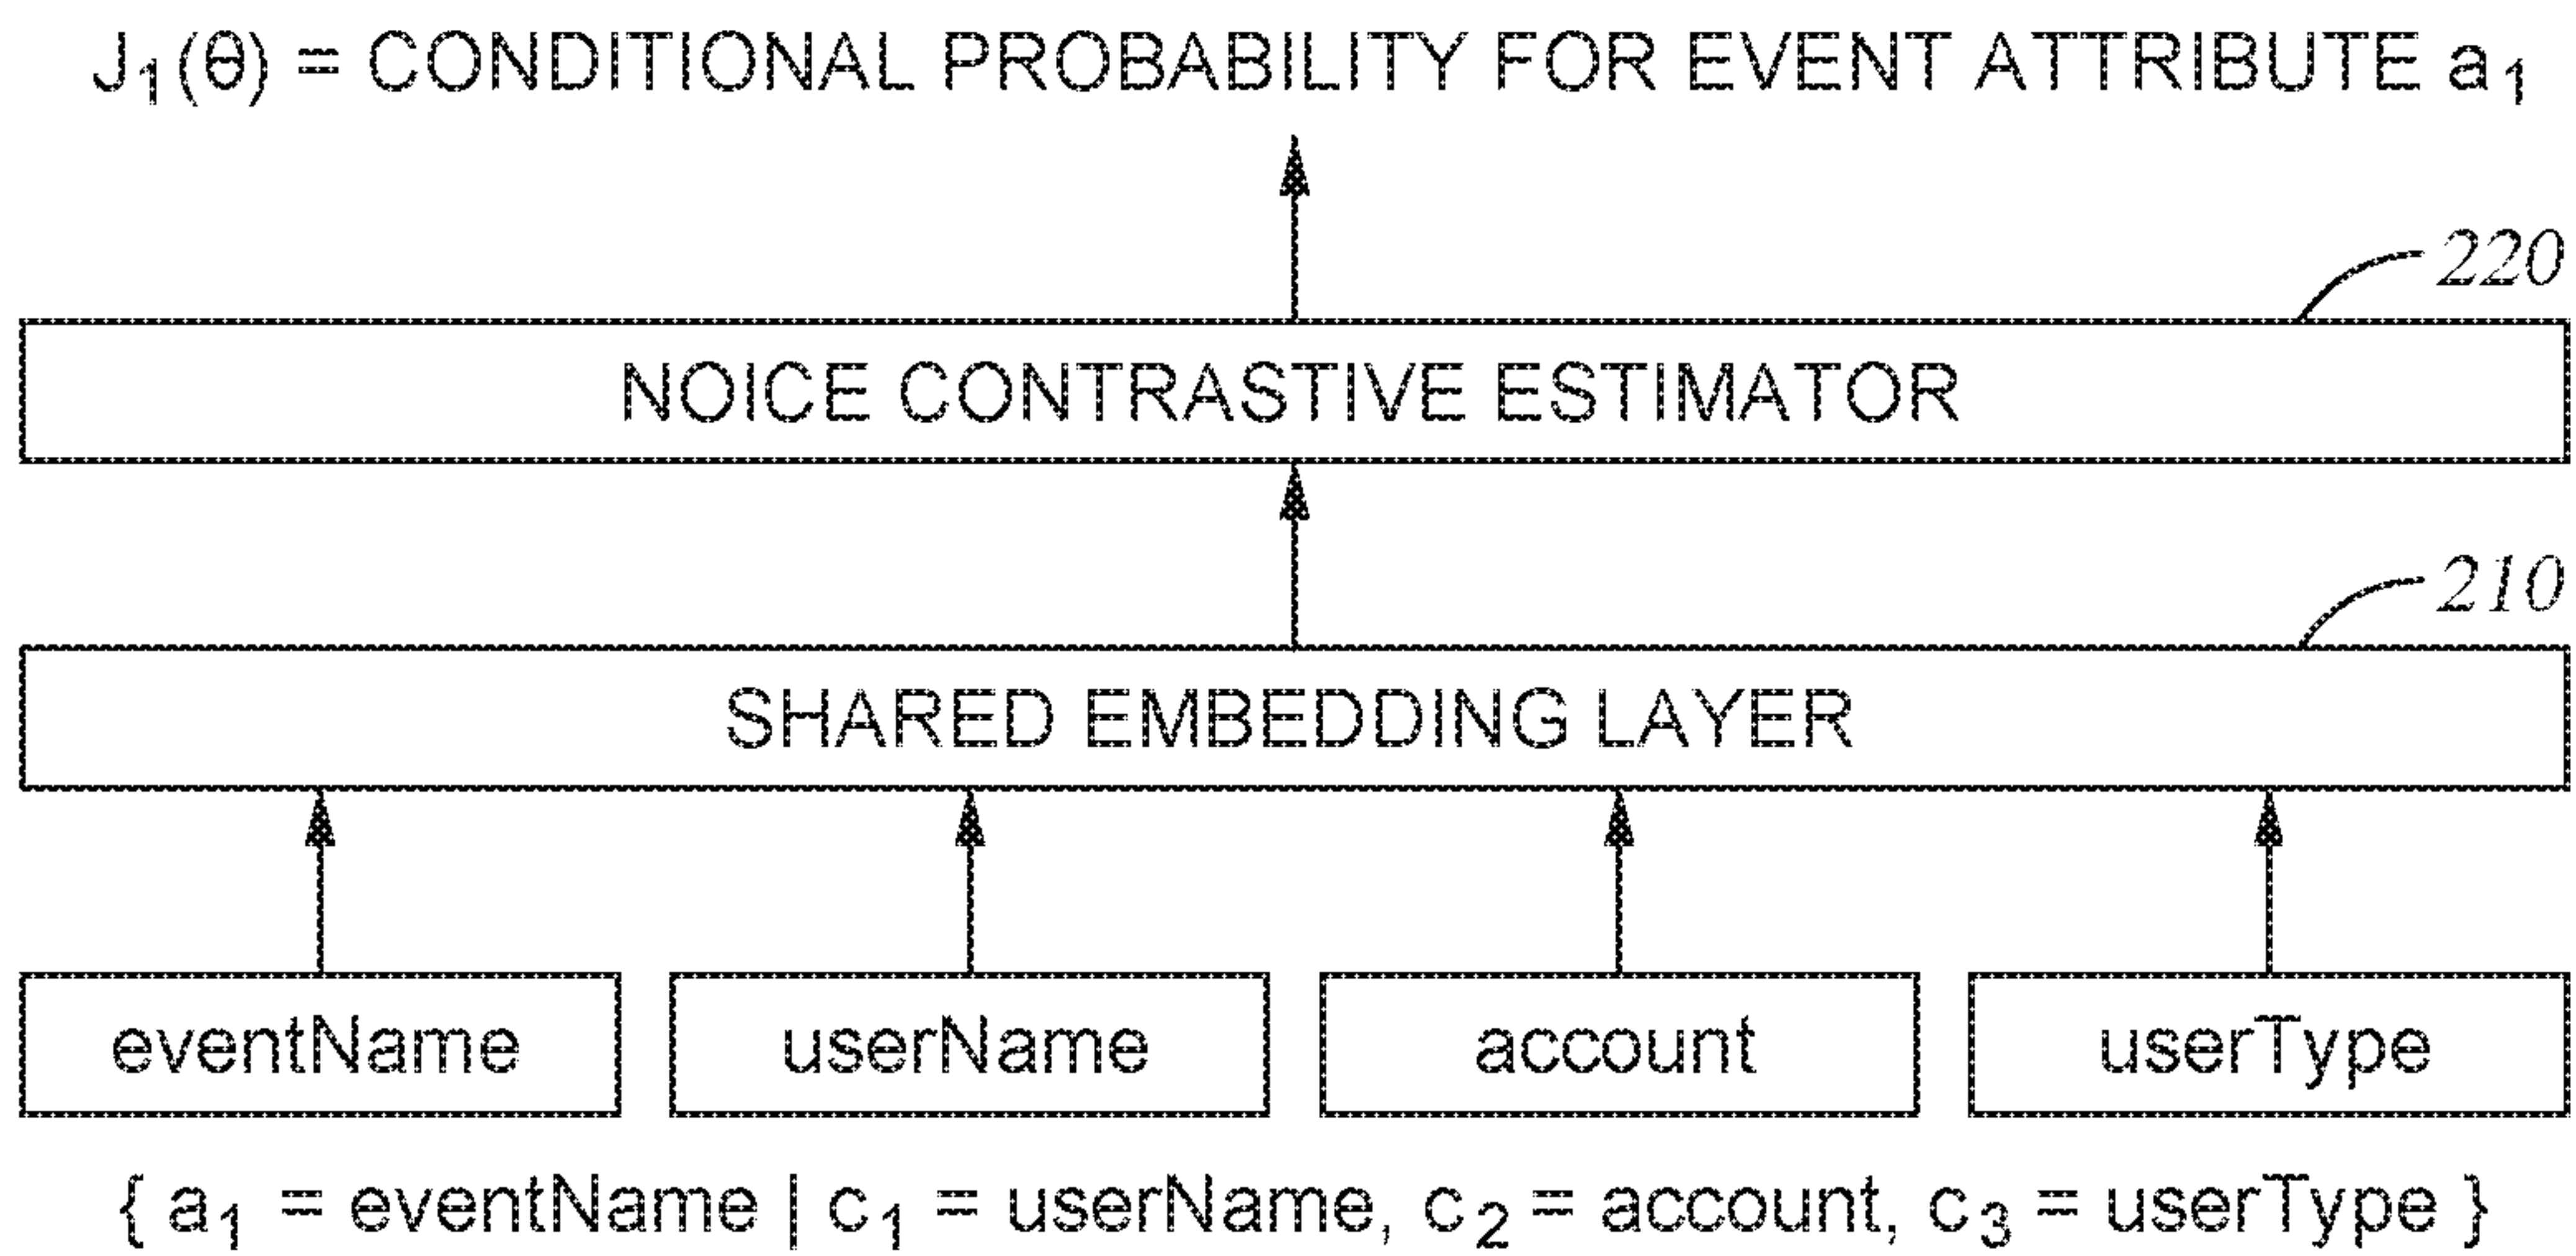 J₁(θ) = CONDITIONAL PROBABILITY FOR EVENT ATTRIBUTE a₁
220
NOICE CONTRASTIVE ESTIMATOR
210
SHARED EMBEDDING LAYER
eventName userName account userType
{ a₁ = eventName | c₁ = userName, c₂ = account, c₃ = userType }